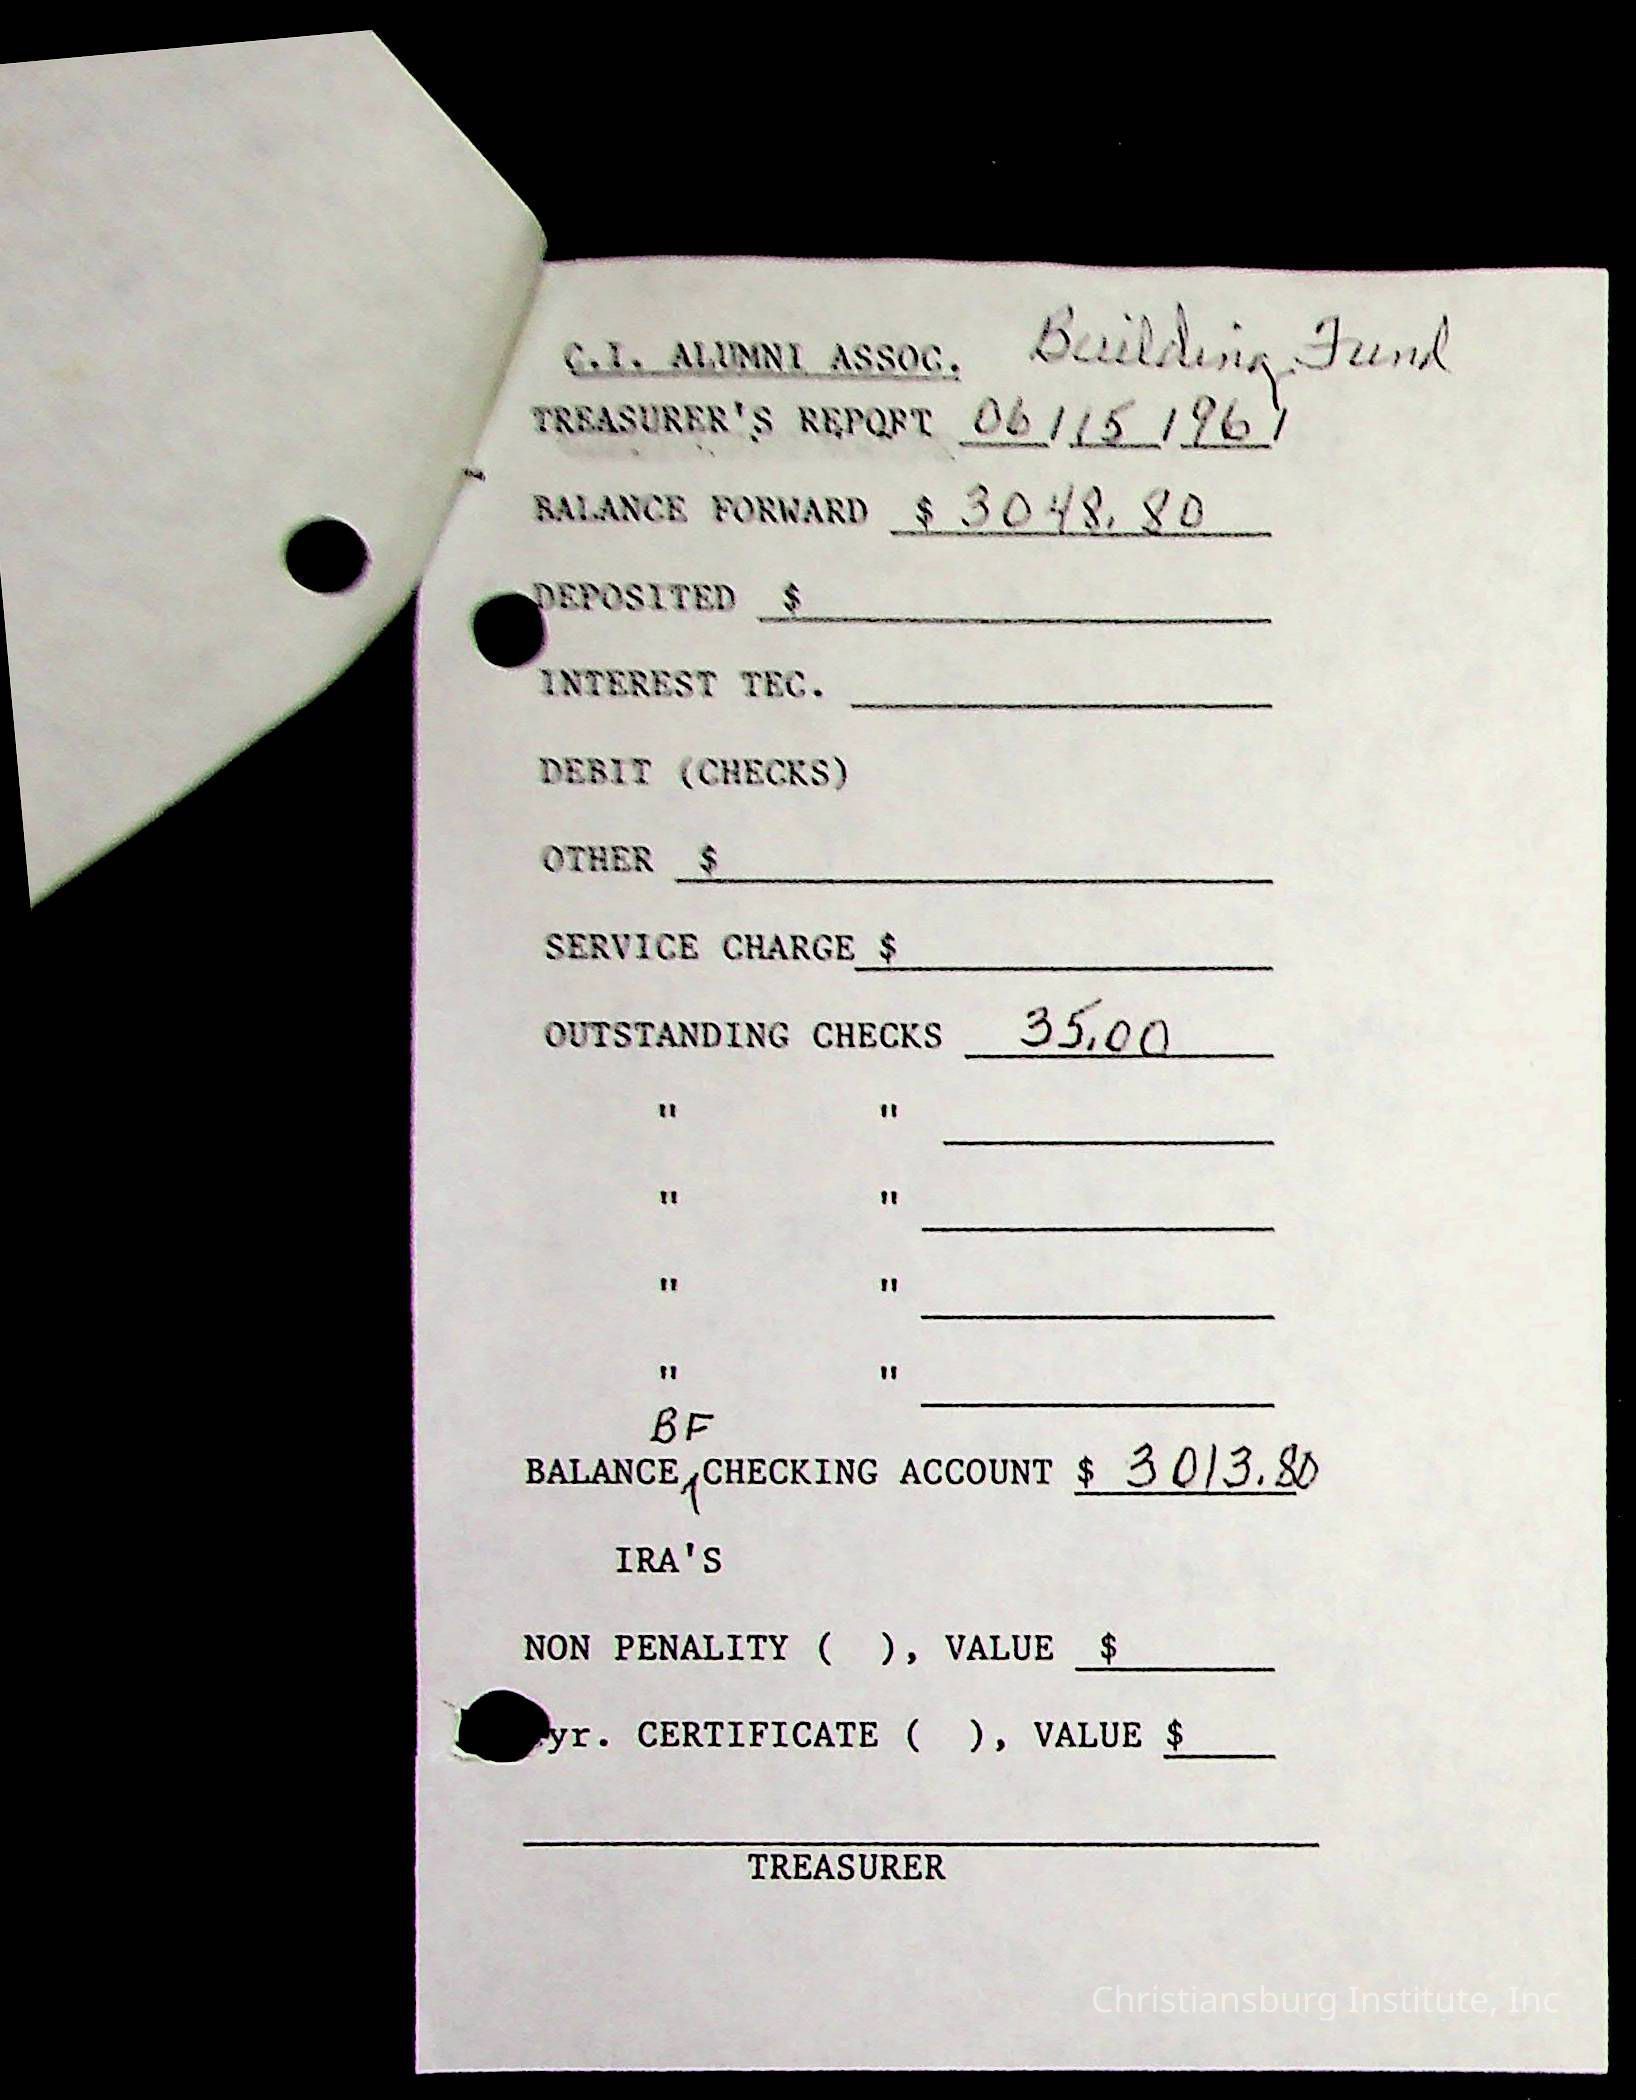 C.I. ALUMNI ASSOC. Building Fund
TREASURER'S REPORT 06/15/1961
BALANCE FORWARD $ 3048.80
DEPOSITED $
INTEREST TEC.
DEBIT (CHECKS)
OTHER $
SERVICE CHARGE $
OUTSTANDING CHECKS 35.00
" "
" "
" "
" "
BF
BALANCE CHECKING ACCOUNT $ 3013.80
IRA'S
NON PENALITY ( ), VALUE $
yr. CERTIFICATE ( ), VALUE $
TREASURER
Christiansburg Institute, Inc